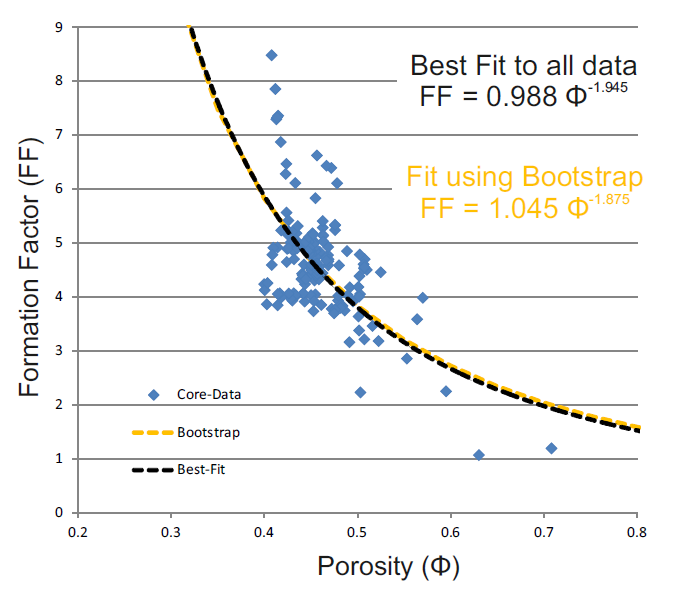 9
8
7
6
5
4
3
2
1
0
Formation Factor (FF)
Best Fit to all data
FF = 0.988 Φ^-1.945
Fit using Bootstrap
FF = 1.045 Φ^-1.875
Core-Data
Bootstrap
Best-Fit
0.2 0.3 0.4 0.5 0.6 0.7 0.8
Porosity (Φ)